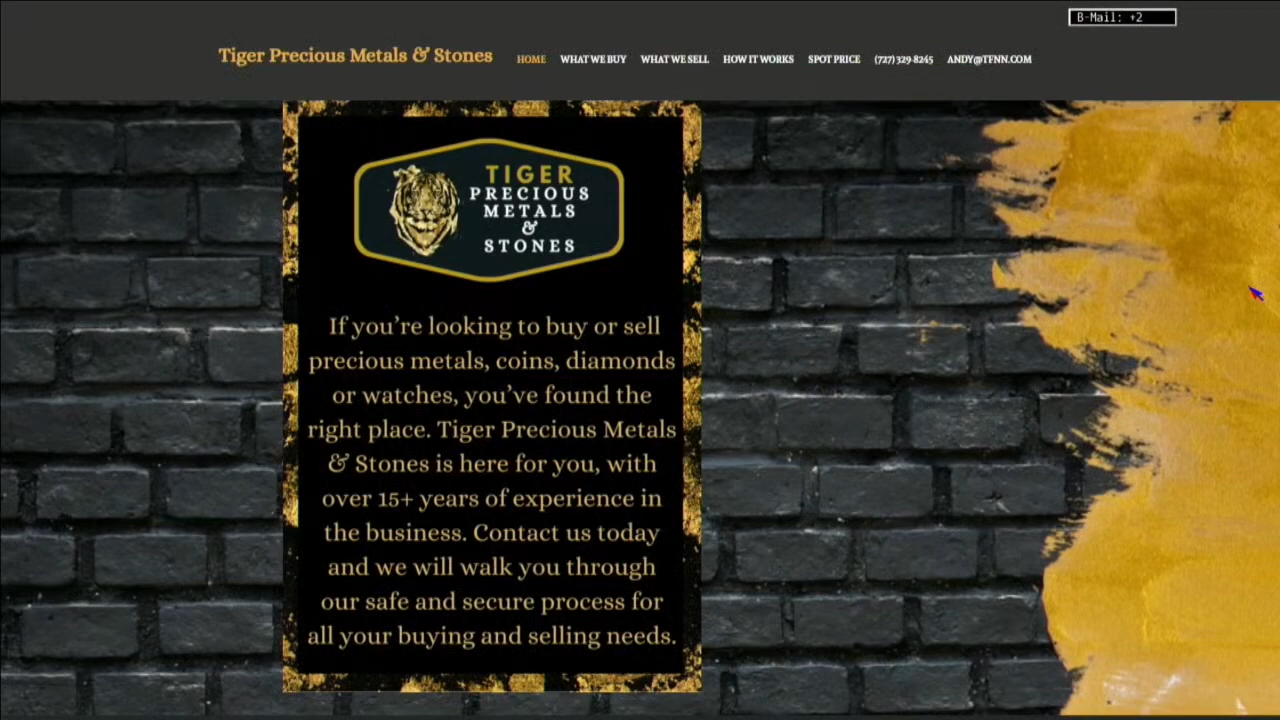 B-Mail: +2
Tiger Precious Metals & Stones
HOME WHAT WE BUY WHAT WE SELL HOW IT WORKS SPOT PRICE (727) 329-8245 ANDY@TFNN.COM
TIGER
PRECIOUS
METALS
&
STONES
If you’re looking to buy or sell
precious metals, coins, diamonds
or watches, you’ve found the
right place. Tiger Precious Metals
& Stones is here for you, with
over 15+ years of experience in
the business. Contact us today
and we will walk you through
our safe and secure process for
all your buying and selling needs.